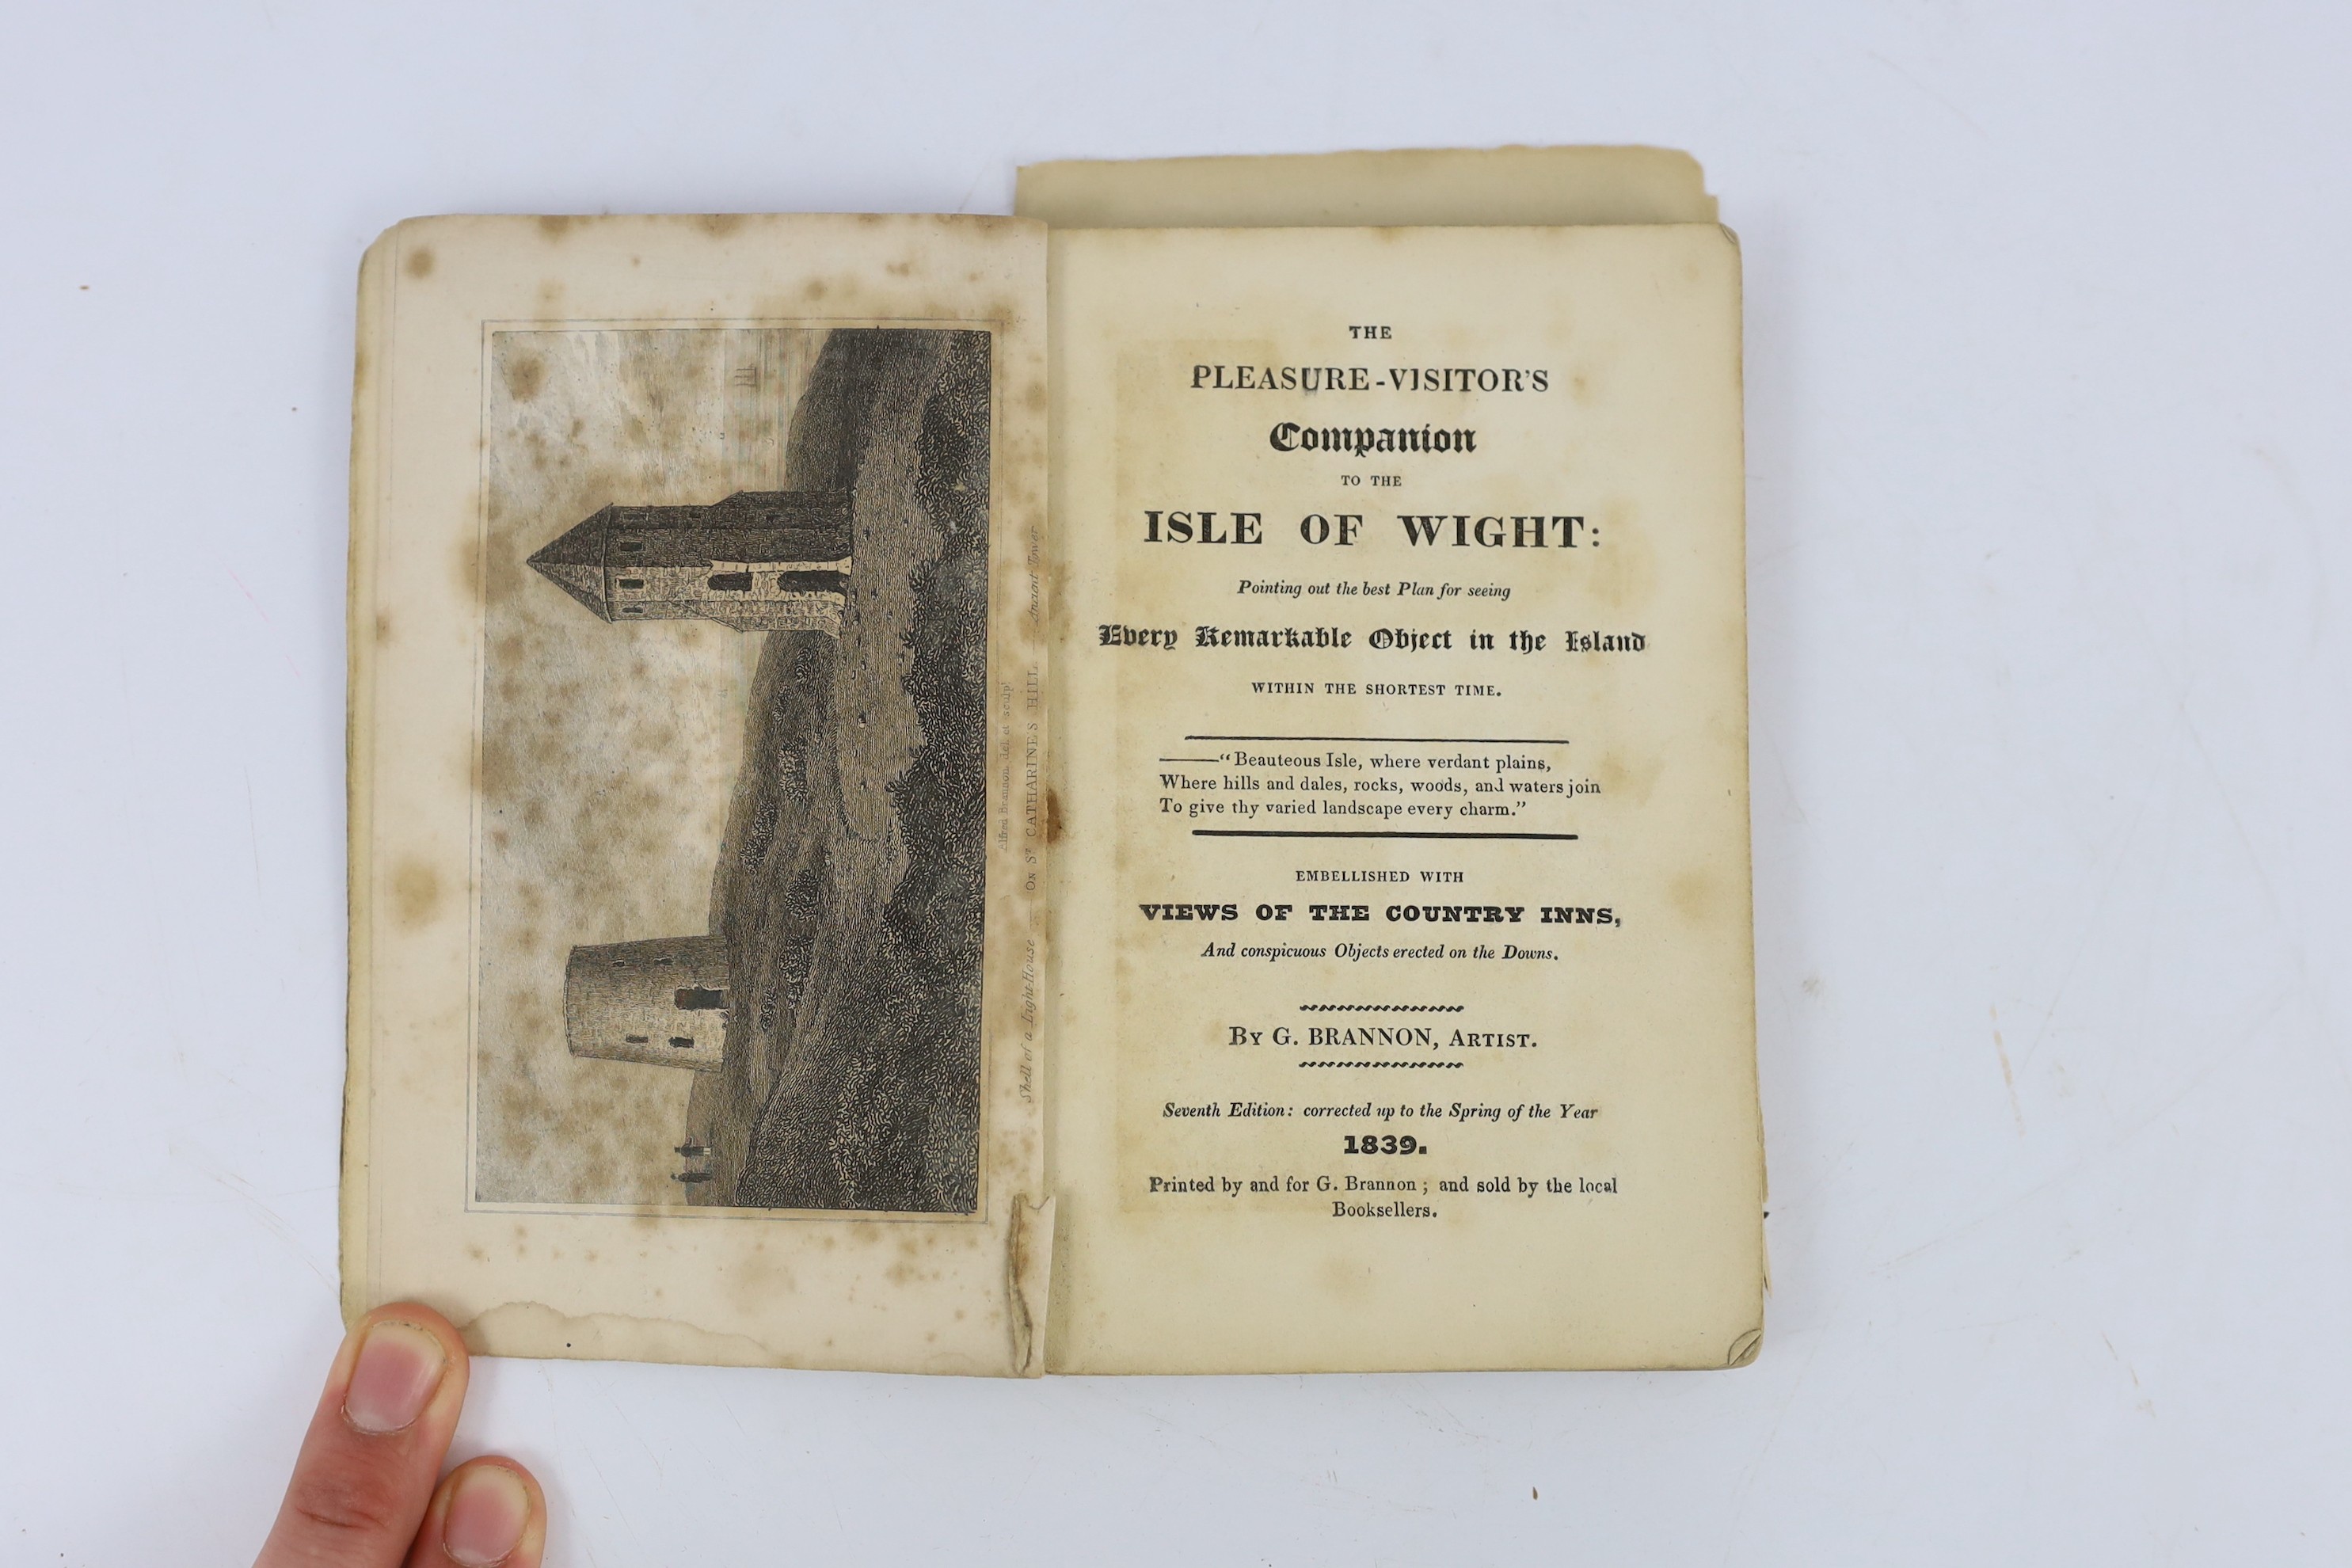 Alfred Brannon, del et sculpt
Shell of a Light-House — ON ST CATHARINE'S HILL — Ancient Tower
THE
PLEASURE-VISITOR'S
Companion
TO THE
ISLE OF WIGHT:
Pointing out the best Plan for seeing
Every Remarkable Object in the Island
WITHIN THE SHORTEST TIME.
——“Beauteous Isle, where verdant plains,
Where hills and dales, rocks, woods, and waters join
To give thy varied landscape every charm.”
EMBELLISHED WITH
VIEWS OF THE COUNTRY INNS,
And conspicuous Objects erected on the Downs.
BY G. BRANNON, ARTIST.
Seventh Edition: corrected up to the Spring of the Year
1839.
Printed by and for G. Brannon; and sold by the local
Booksellers.